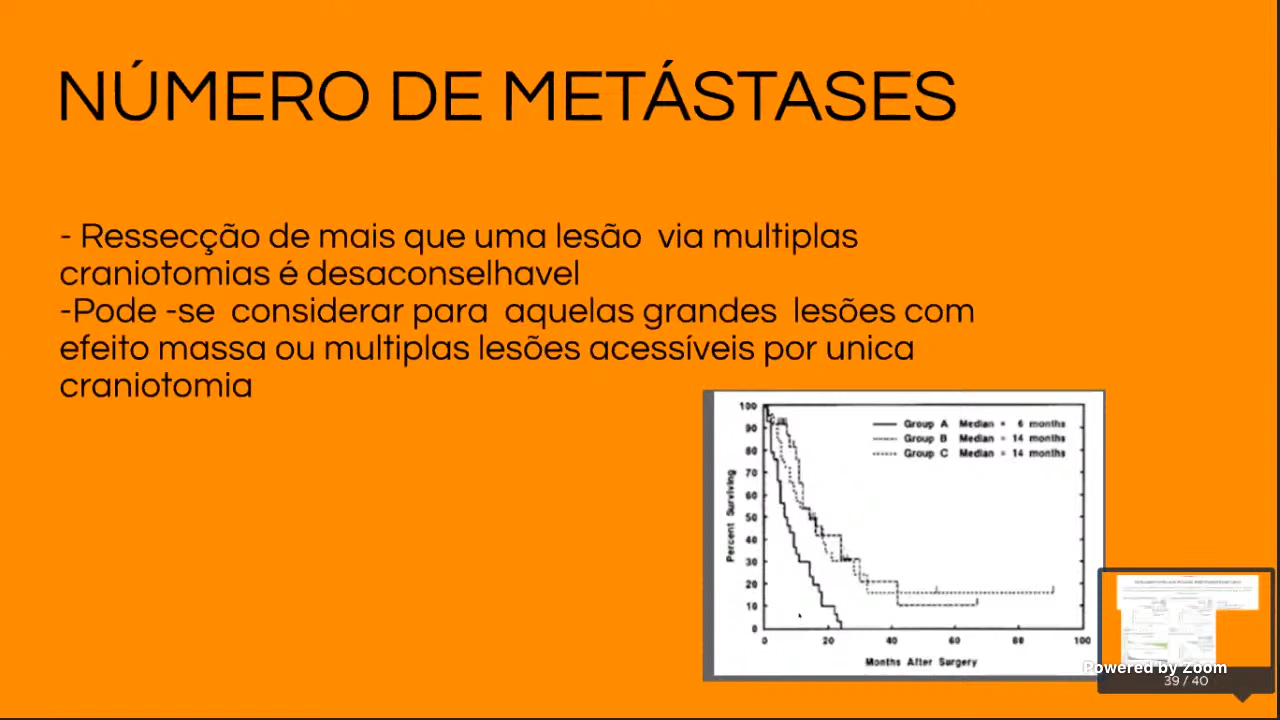 NÚMERO DE METÁSTASES
- Ressecção de mais que uma lesão  via multiplas
craniotomias é desaconselhavel
-Pode -se  considerar para  aquelas grandes  lesões com
efeito massa ou multiplas lesões acessíveis por unica
craniotomia
Group A Median = 6 months
Group B Median = 14 months
Group C Median = 14 months
Percent Surviving
100
90
80
70
60
50
40
30
20
10
0
0 20 40 60 80 100
Months After Surgery
Powered by Zoom
39 / 40